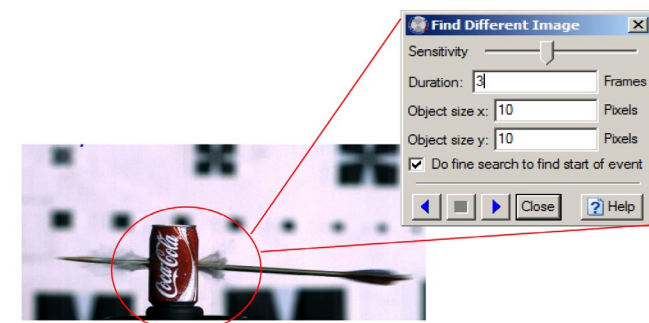 Find Different Image
Sensitivity
Duration: 3 Frames
Object size x: 10 Pixels
Object size y: 10 Pixels
Do fine search to find start of event
Close Help
Coca-Cola